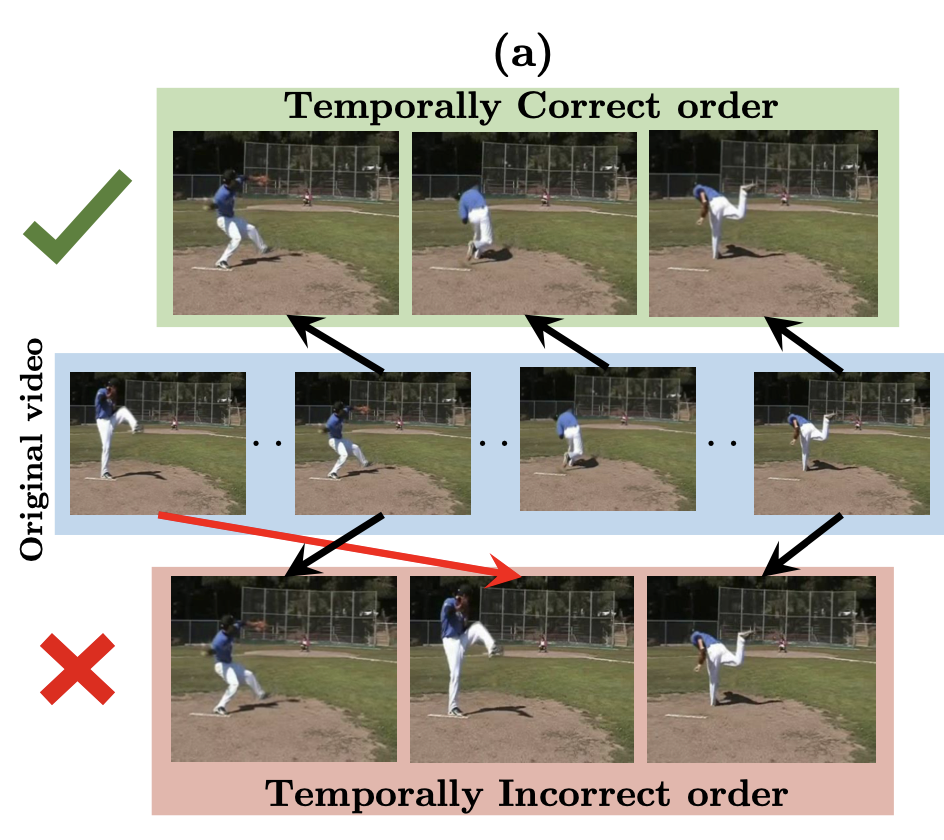 (a)
Temporally Correct order
Original video
. .
. .
. .
Temporally Incorrect order